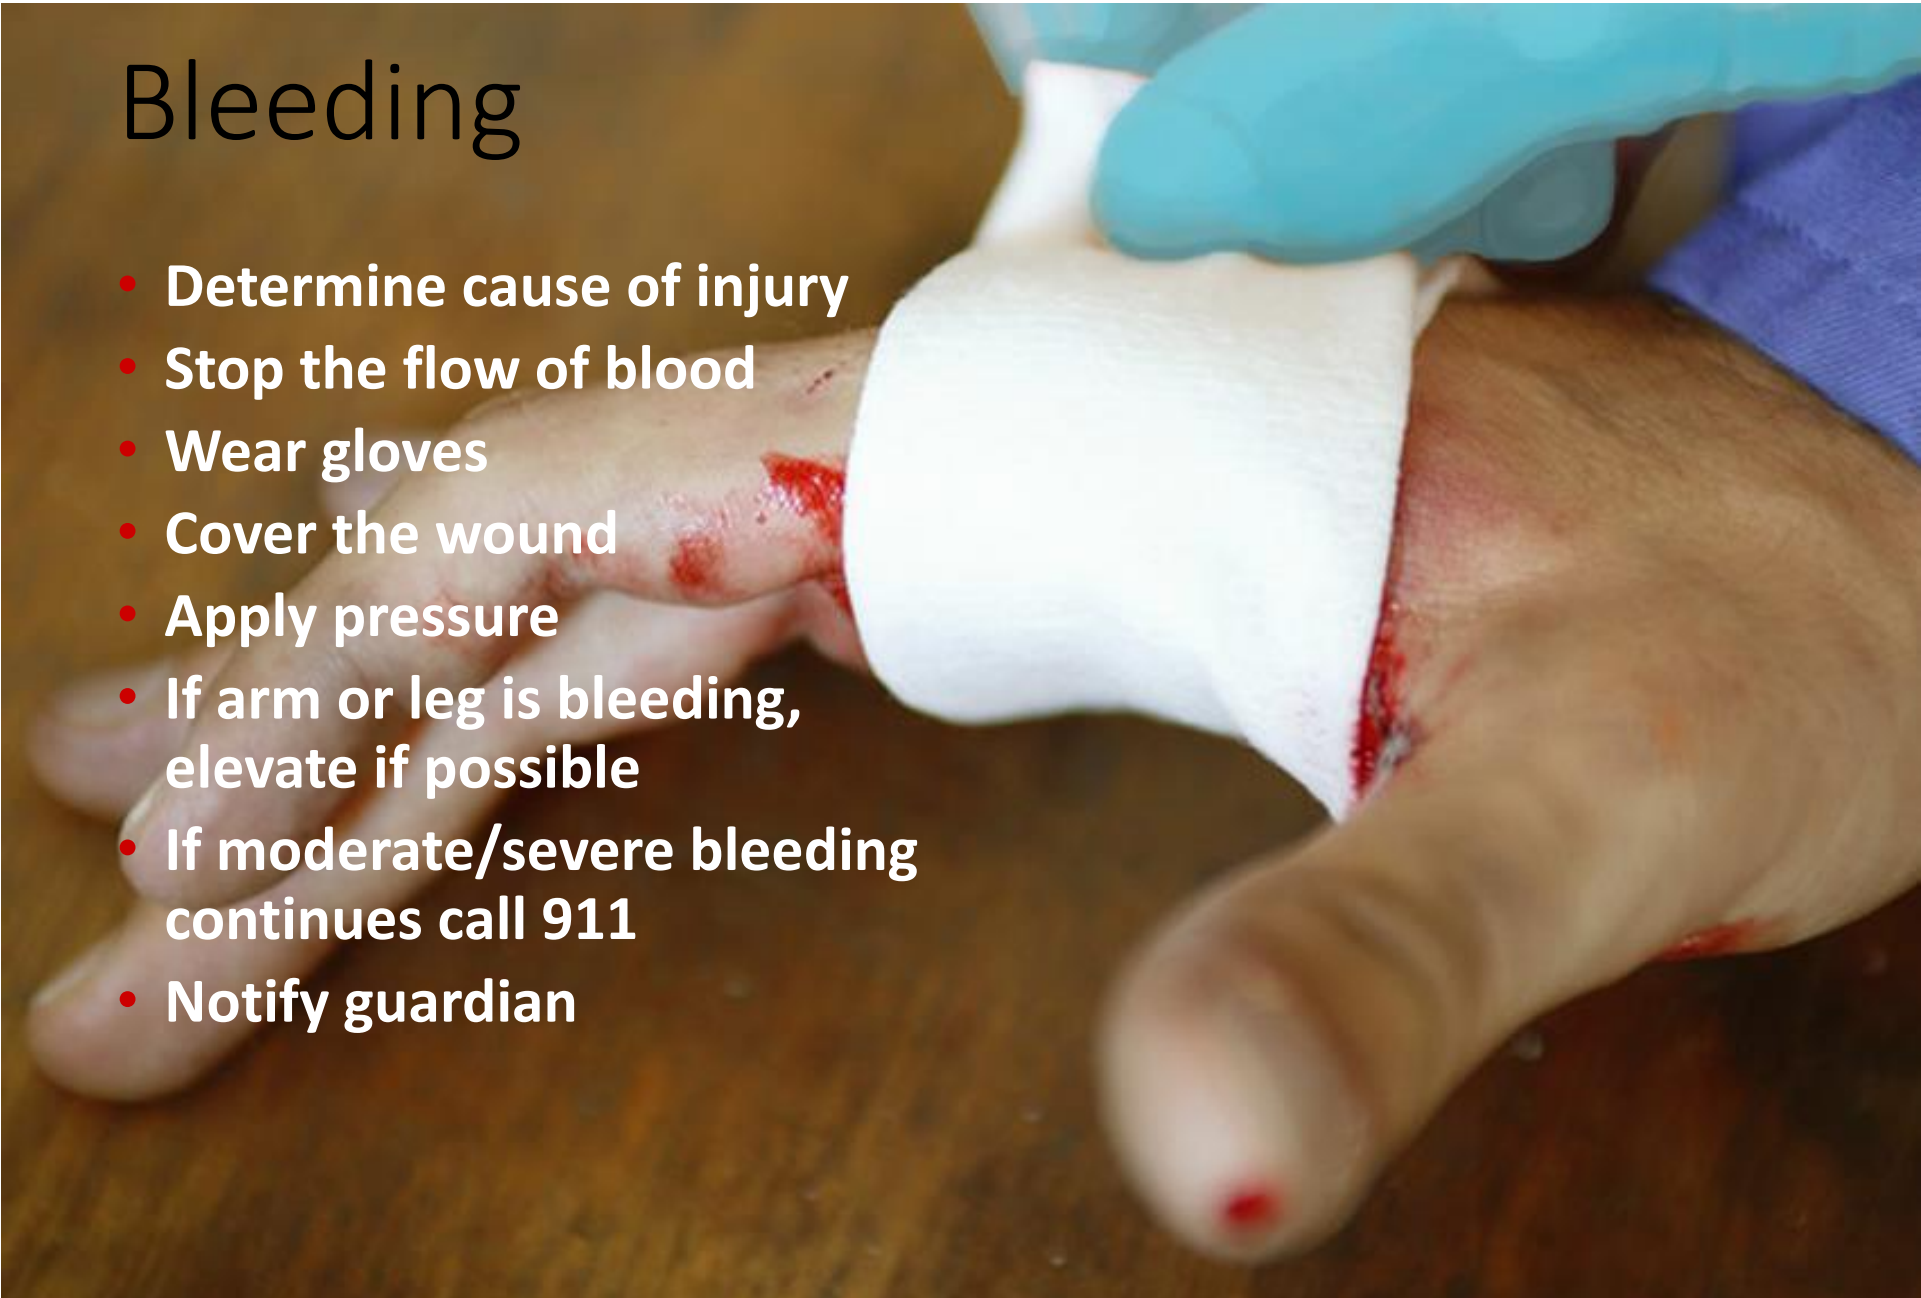 Bleeding
• Determine cause of injury
• Stop the flow of blood
• Wear gloves
• Cover the wound
• Apply pressure
• If arm or leg is bleeding,
elevate if possible
• If moderate/severe bleeding
continues call 911
• Notify guardian